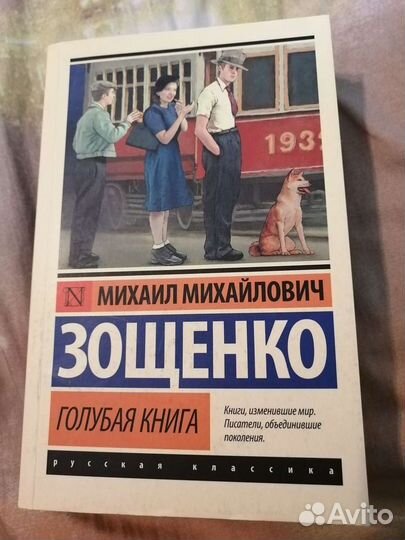 193
N
МИХАИЛ МИХАЙЛОВИЧ
ЗОЩЕНКО
ГОЛУБАЯ КНИГА
Книги, изменившие мир.
Писатели, объединившие
поколения.
русская классика
Avito